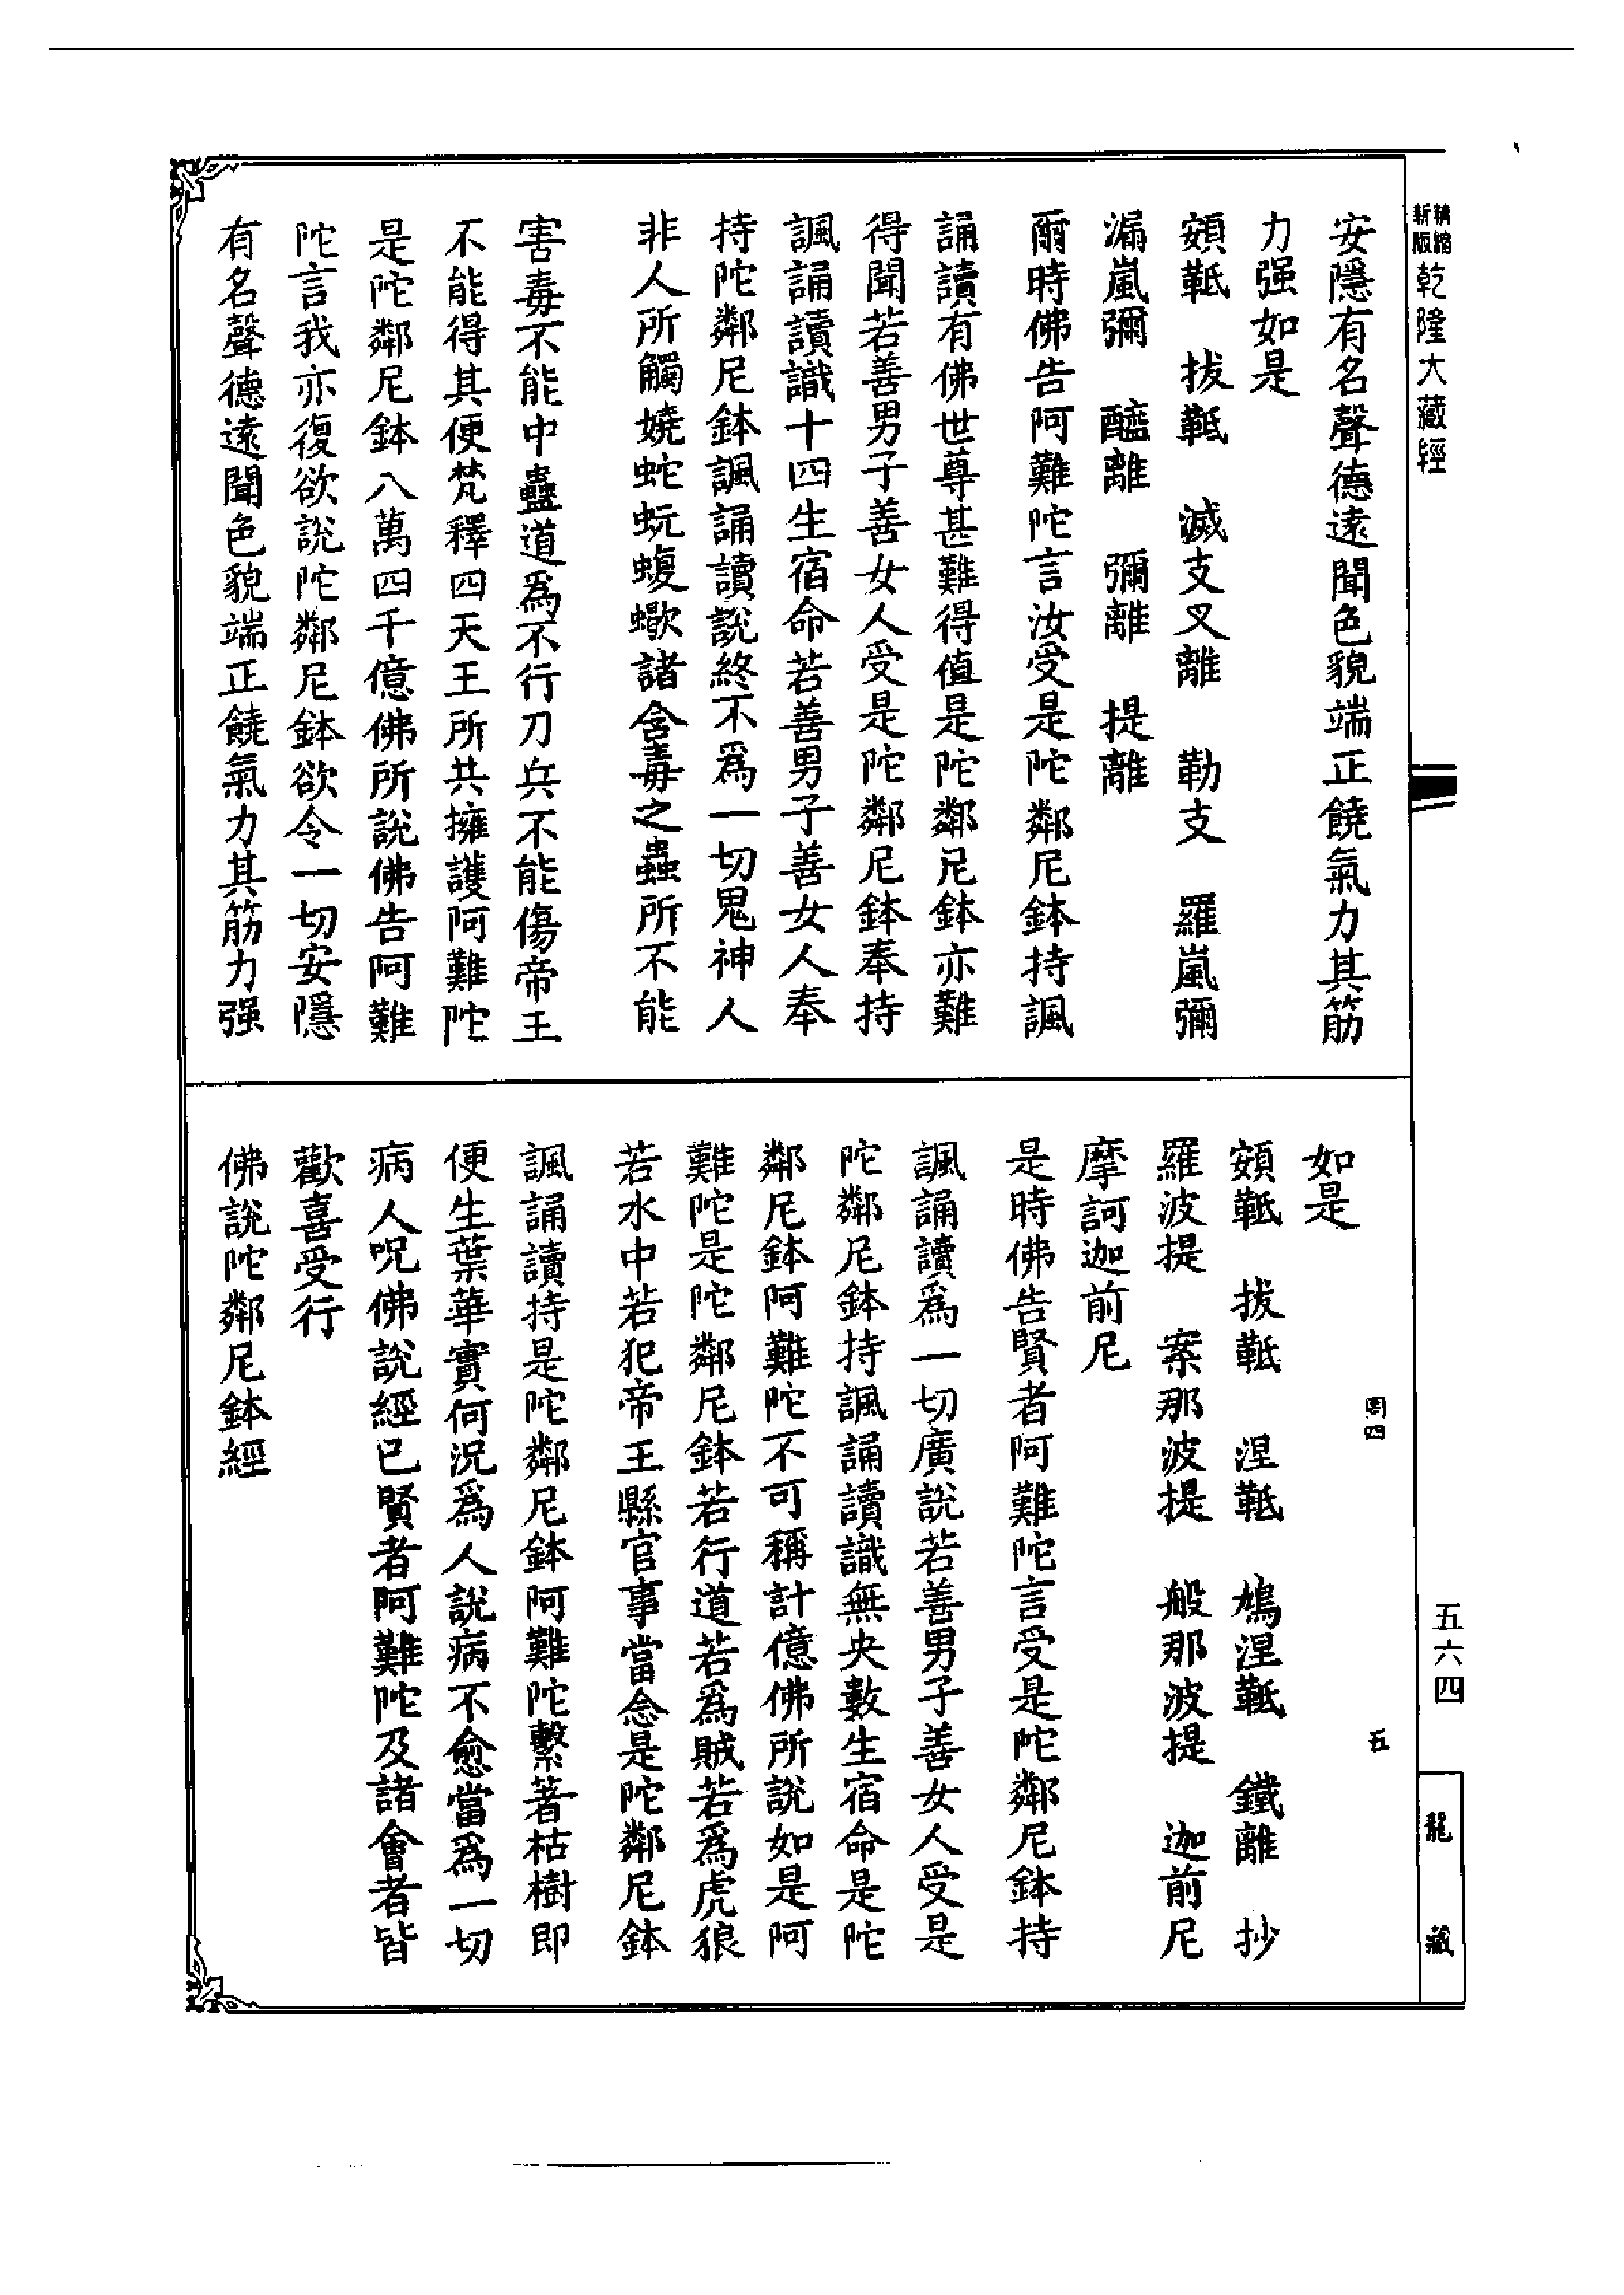 精縮新版乾隆大藏經
安隱有名聲德遠聞色貌端正饒氣力其筋
力强如是
頞䩚　拔䩚　滅支叉離　勒支　羅嵐彌
漏嵐彌　醯離　彌離　提離
爾時佛告阿難陀言汝受是陀鄰尼鉢持諷
誦讀有佛世尊甚難得值是陀鄰尼鉢亦難
得聞若善男子善女人受是陀鄰尼鉢奉持
諷誦讀識十四生宿命若善男子善女人奉
持陀鄰尼鉢諷誦讀說終不爲一切鬼神人
非人所觸嬈蛇蚖蝮蠍諸含毒之蟲所不能
害毒不能中蠱道爲不行刀兵不能傷帝王
不能得其便梵釋四天王所共擁護阿難陀
是陀鄰尼鉢八萬四千億佛所說佛告阿難
陀言我亦復欲說陀鄰尼鉢欲令一切安隱
有名聲德遠聞色貌端正饒氣力其筋力强
如是
頞䩚　拔䩚　涅䩚　鳩涅䩚　鐵離　抄
羅波提　案那波提　般那波提　迦前尼
摩訶迦前尼
是時佛告賢者阿難陀言受是陀鄰尼鉢持
諷誦讀爲一切廣說若善男子善女人受是
陀鄰尼鉢持諷誦讀識無央數生宿命是陀
鄰尼鉢阿難陀不可稱計億佛所說如是阿
難陀是陀鄰尼鉢若行道若爲賊若爲虎狼
若水中若犯帝王縣官事當念是陀鄰尼鉢
諷誦讀持是陀鄰尼鉢阿難陀繫著枯樹即
便生葉華實何況爲人說病不愈當爲一切
病人呪佛說經已賢者阿難陀及諸會者皆
歡喜受行
佛說陀鄰尼鉢經
五
五六四
龍藏